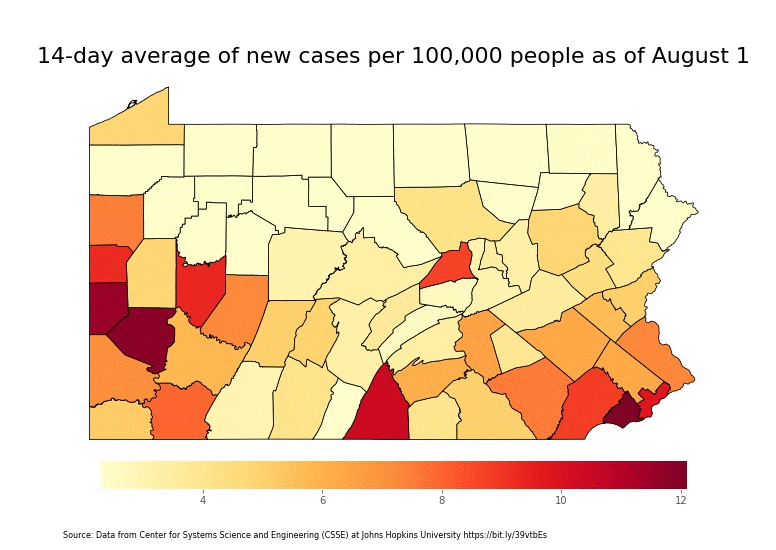 14-day average of new cases per 100,000 people as of August 1
4 6 8 10 12
Source: Data from Center for Systems Science and Engineering (CSSE) at Johns Hopkins University https://bit.ly/39vtbEs